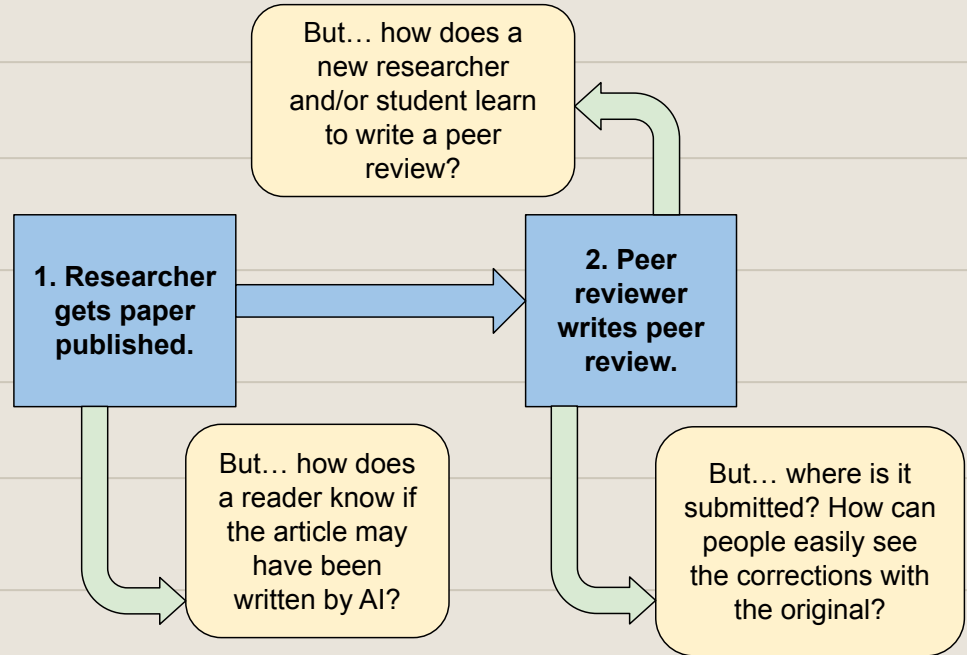 But… how does a
new researcher
and/or student learn
to write a peer
review?
1. Researcher
gets paper
published.
2. Peer
reviewer
writes peer
review.
But… how does
a reader know if
the article may
have been
written by AI?
But… where is it
submitted? How can
people easily see
the corrections with
the original?